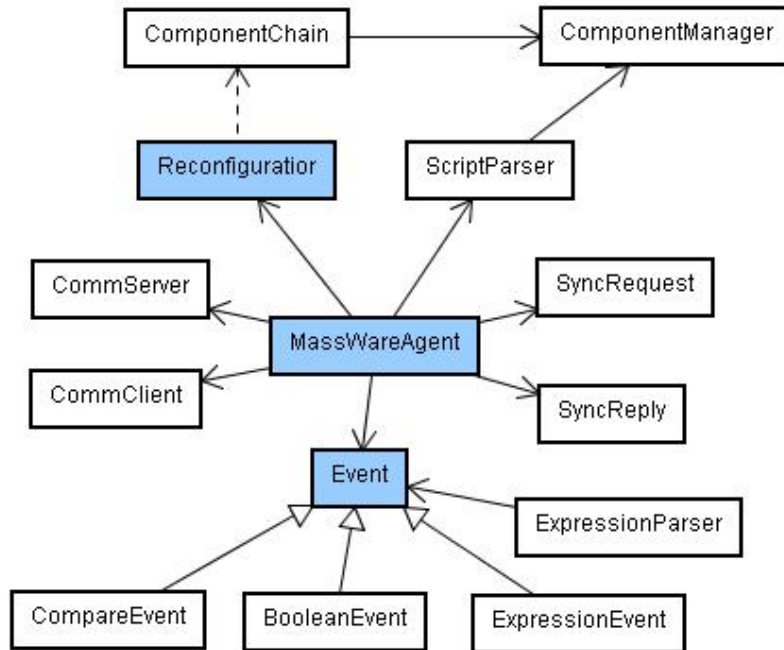 ComponentChain
ComponentManager
Reconfiguratior
ScriptParser
CommServer
SyncRequest
MassWareAgent
CommClient
SyncReply
Event
ExpressionParser
CompareEvent
BooleanEvent
ExpressionEvent